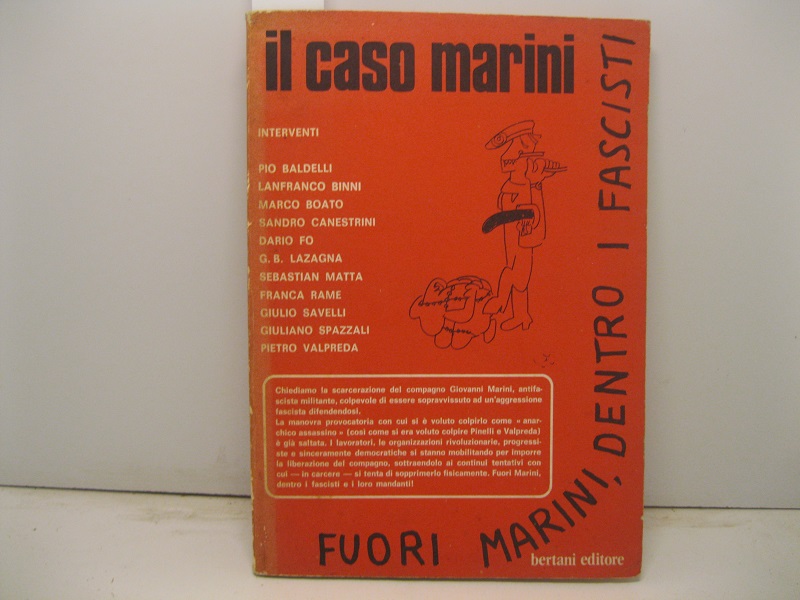 il caso marini
INTERVENTI
PIO BALDELLI
LANFRANCO BINNI
MARCO BOATO
SANDRO CANESTRINI
DARIO FO
G. B. LAZAGNA
SEBASTIAN MATTA
FRANCA RAME
GIULIO SAVELLI
GIULIANO SPAZZALI
PIETRO VALPREDA
Chiediamo la scarcerazione del compagno Giovanni Marini, antifa-
scista militante, colpevole di essere sopravvissuto ad un'aggressione
fascista difendendosi.
La manovra provocatoria con cui si è voluto colpirlo come « anar-
chico assassino » (così come si era voluto colpire Pinelli e Valpreda)
è già saltata. I lavoratori, le organizzazioni rivoluzionarie, progressi-
ste e sinceramente democratiche si stanno mobilitando per imporre
la liberazione del compagno, sottraendolo ai continui tentativi con
cui — in carcere — si tenta di sopprimerlo fisicamente. Fuori Marini,
dentro i fascisti e i loro mandanti!
FUORI MARINI, DENTRO I FASCISTI
bertani editore